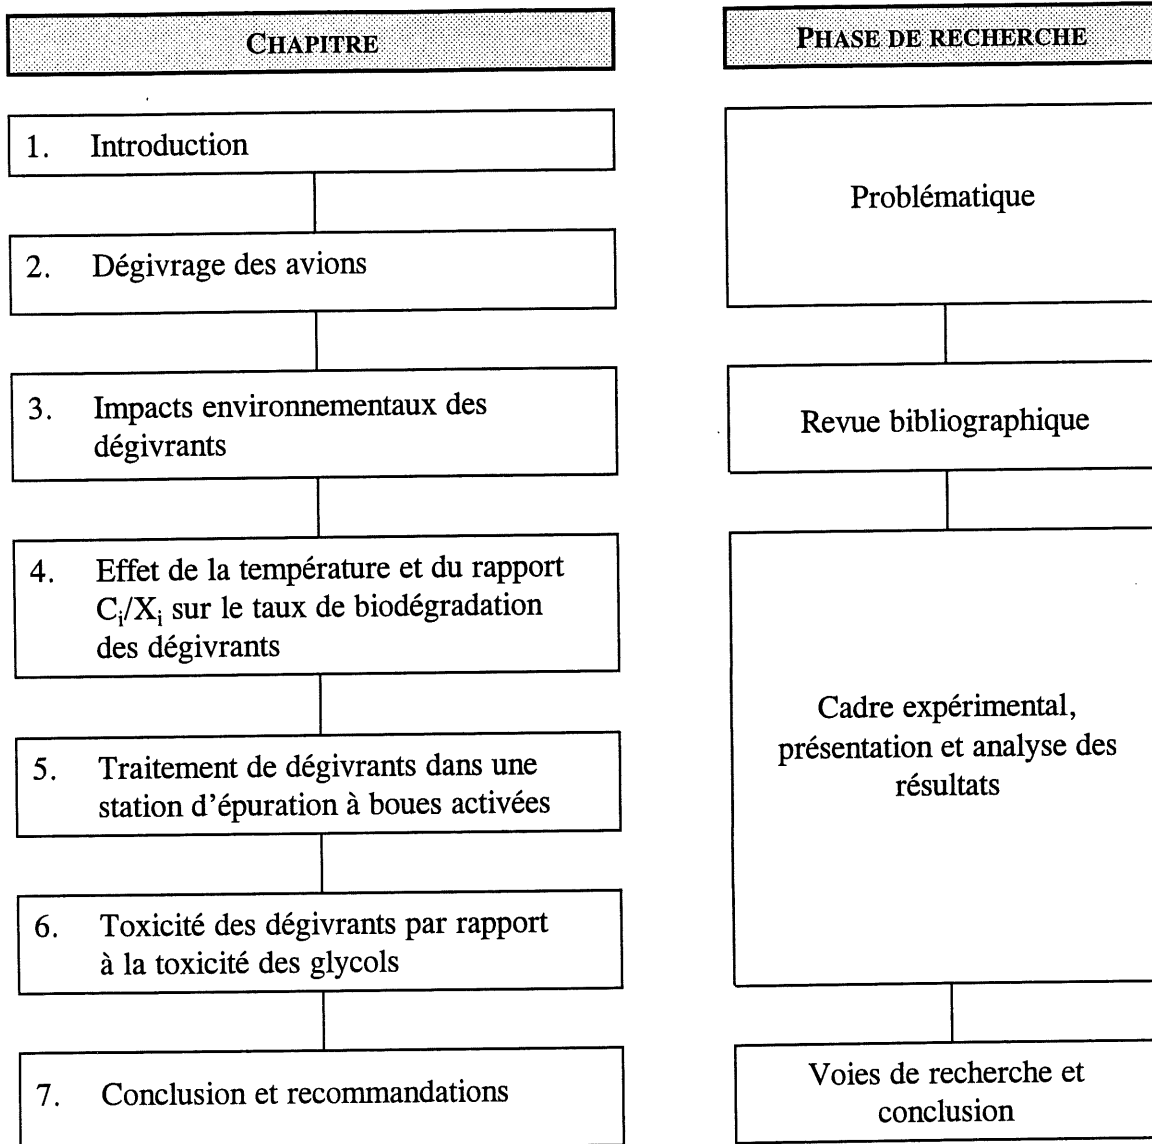 CHAPITRE
1. Introduction
2. Dégivrage des avions
3. Impacts environnementaux des
dégivrants
4. Effet de la température et du rapport
Cᵢ/Xᵢ sur le taux de biodégradation
des dégivrants
5. Traitement de dégivrants dans une
station d'épuration à boues activées
6. Toxicité des dégivrants par rapport
à la toxicité des glycols
7. Conclusion et recommandations
PHASE DE RECHERCHE
Problématique
Revue bibliographique
Cadre expérimental,
présentation et analyse des
résultats
Voies de recherche et
conclusion